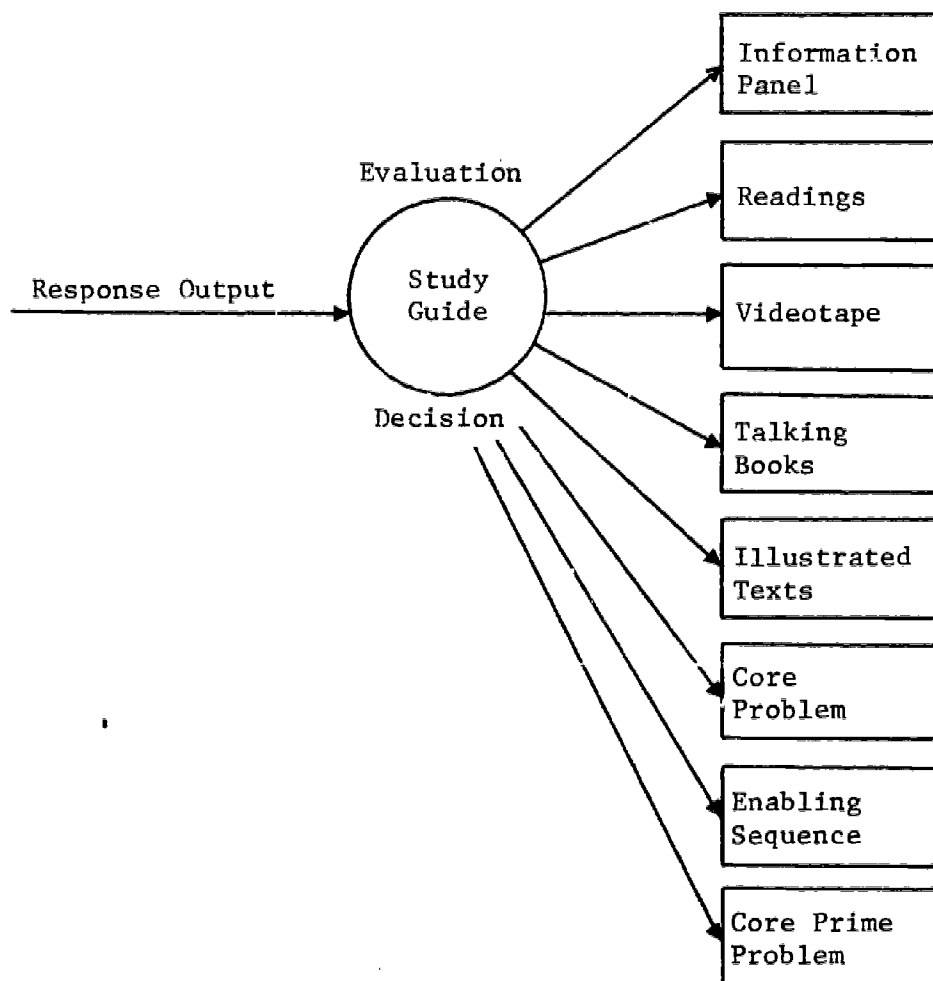 Information
Panel
Evaluation
Readings
Response Output
Study
Guide
Videotape
Decision
Talking
Books
Illustrated
Texts
Core
Problem
Enabling
Sequence
Core Prime
Problem